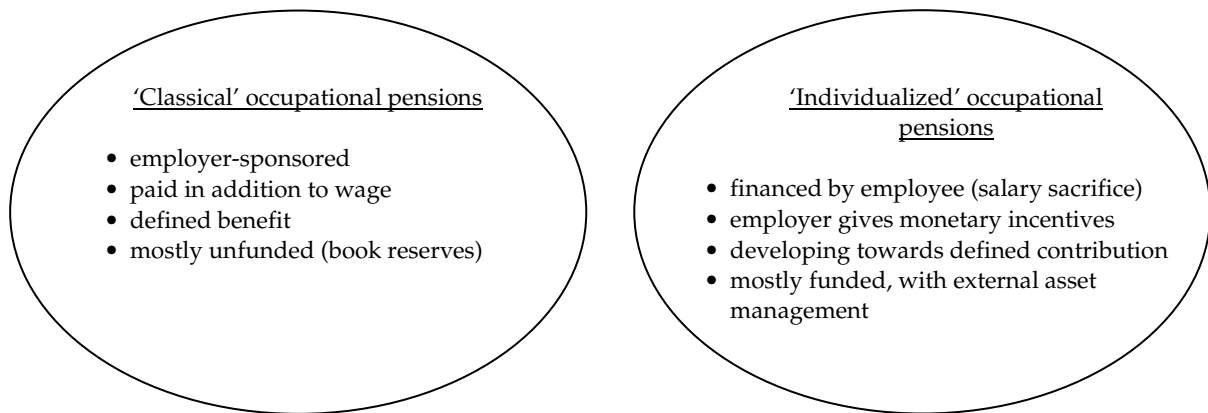 ‘Classical’ occupational pensions
• employer-sponsored
• paid in addition to wage
• defined benefit
• mostly unfunded (book reserves)
‘Individualized’ occupational
pensions
• financed by employee (salary sacrifice)
• employer gives monetary incentives
• developing towards defined contribution
• mostly funded, with external asset
management